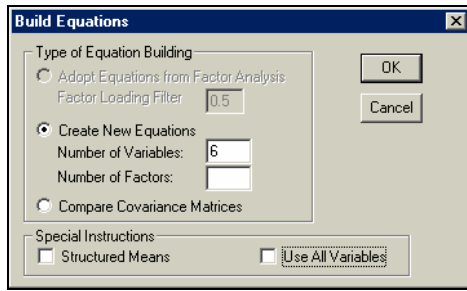 Build Equations
Type of Equation Building
Adopt Equations from Factor Analysis
Factor Loading Filter 0.5
Create New Equations
Number of Variables: 6
Number of Factors:
Compare Covariance Matrices
OK
Cancel
Special Instructions
Structured Means Use All Variables